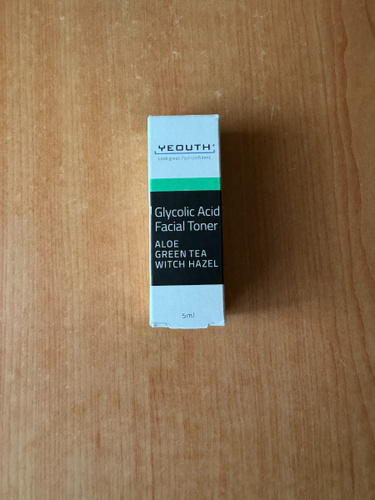 YEOUTH
Glycolic Acid
Facial Toner
ALOE
GREEN TEA
WITCH HAZEL
5ml